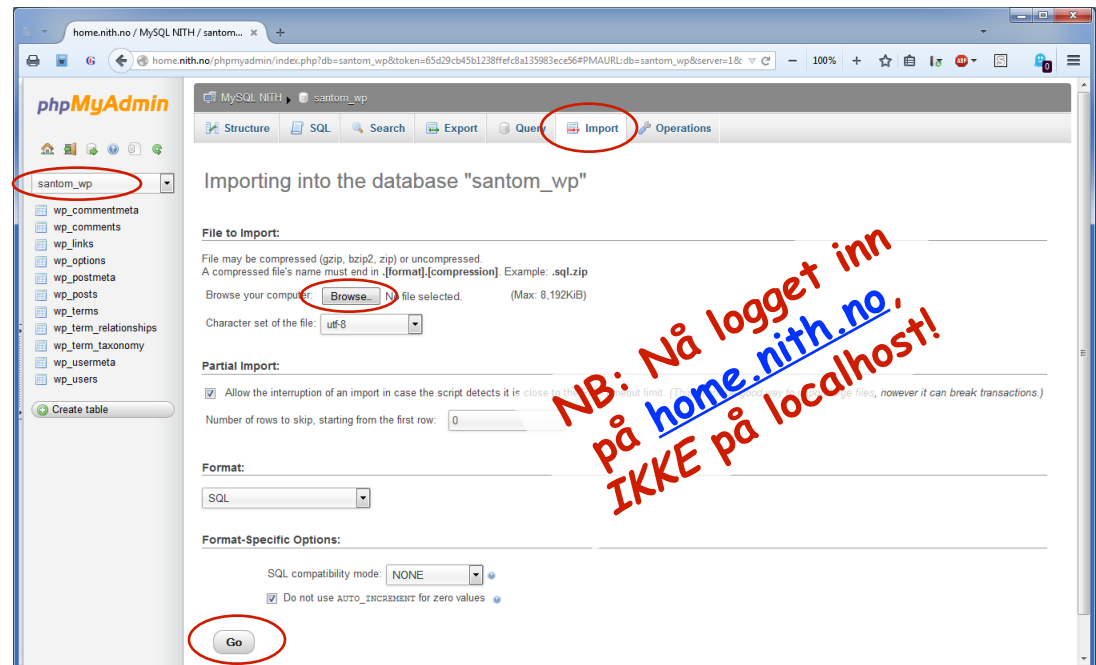 home.nith.no / MySQL NITH / santom... ×
home.nith.no/phpmyadmin/index.php?db=santom_wp&token=65d29cb45b1238ffefc8a135983ece56#PMAURL:db=santom_wp&server=1&
100%
phpMyAdmin
MySQL NITH ▸ santom_wp
Structure SQL Search Export Query Import Operations
santom_wp
wp_commentmeta
wp_comments
wp_links
wp_options
wp_postmeta
wp_posts
wp_terms
wp_term_relationships
wp_term_taxonomy
wp_usermeta
wp_users
Create table
Importing into the database "santom_wp"
File to Import:
File may be compressed (gzip, bzip2, zip) or uncompressed.
A compressed file's name must end in .[format].[compression]. Example: .sql.zip
Browse your computer: Browse… No file selected. (Max: 8,192KiB)
Character set of the file: utf-8
Partial Import:
Allow the interruption of an import in case the script detects it is close to the timeout limit. files, however it can break transactions.)
Number of rows to skip, starting from the first row: 0
Format:
SQL
Format-Specific Options:
SQL compatibility mode: NONE
Do not use AUTO_INCREMENT for zero values
Go
NB: Nå logget inn
på home.nith.no,
IKKE på localhost!